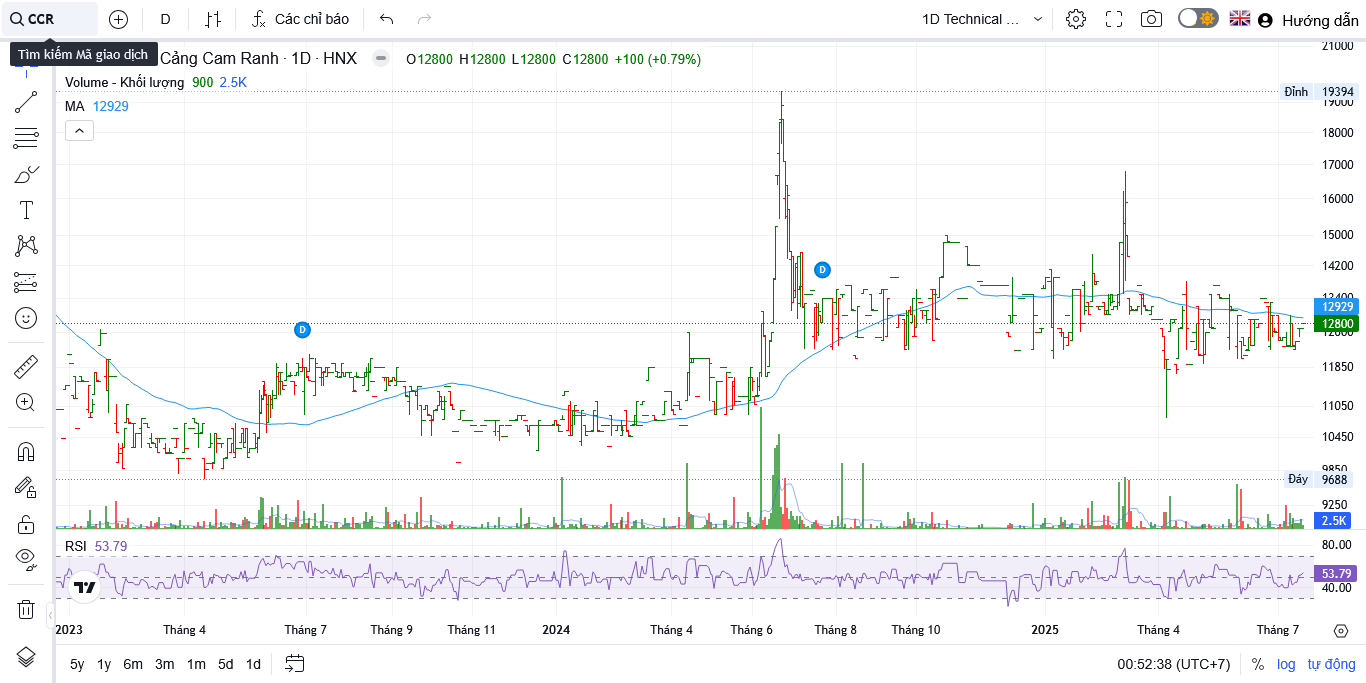 CCR
D
Các chỉ báo
1D Technical ...
Hướng dẫn
Tìm kiếm Mã giao dịch
Cảng Cam Ranh · 1D · HNX
O12800 H12800 L12800 C12800 +100 (+0.79%)
Volume - Khối lượng 900 2.5K
MA 12929
D
D
21000
Đỉnh 19394
19000
18000
17000
16000
15000
14200
13400
12929
12800
12600
11850
11050
10450
9850
Đáy 9688
9250
2.5K
RSI 53.79
80.00
53.79
40.00
2023 Tháng 4 Tháng 7 Tháng 9 Tháng 11 2024 Tháng 4 Tháng 6 Tháng 8 Tháng 10 2025 Tháng 4 Tháng 7
5y 1y 6m 3m 1m 5d 1d
00:52:38 (UTC+7) % log tự động